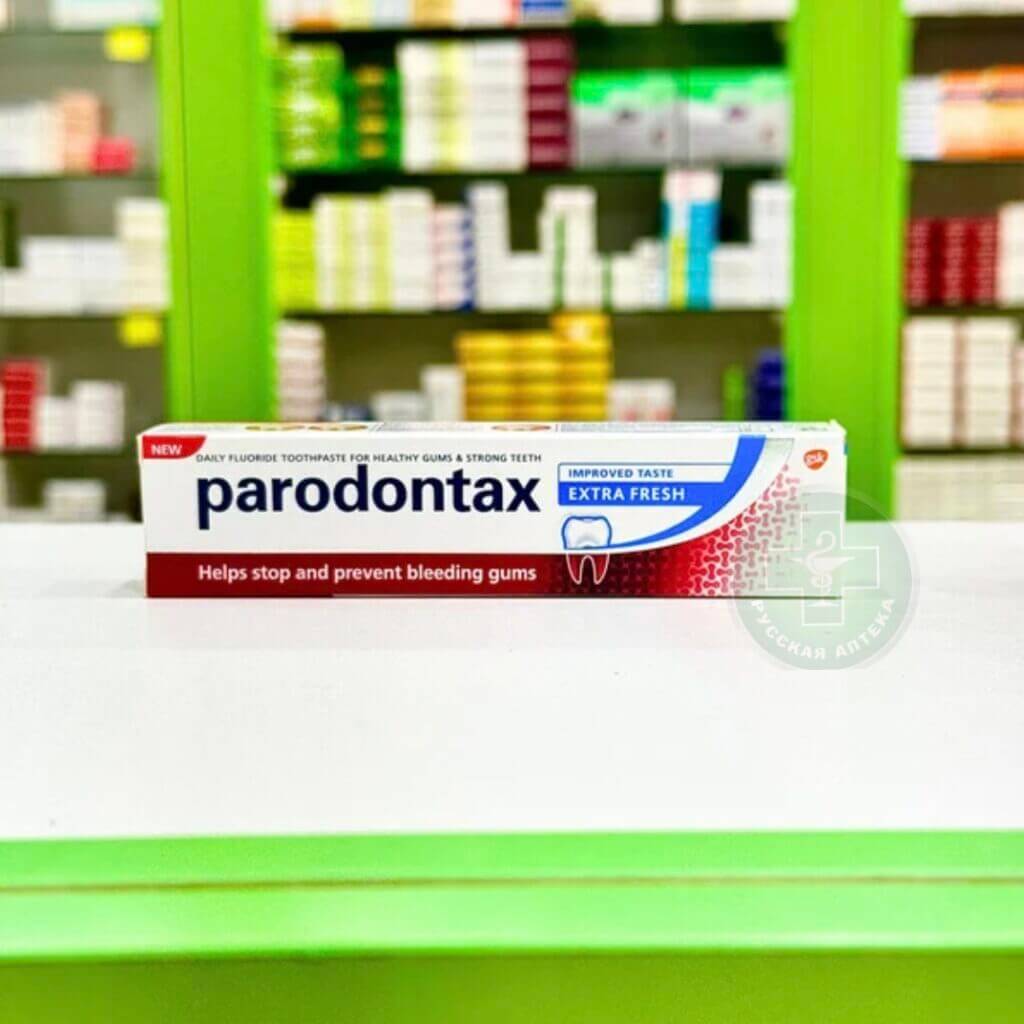 NEW
DAILY FLUORIDE TOOTHPASTE FOR HEALTHY GUMS & STRONG TEETH
parodontax
IMPROVED TASTE
EXTRA FRESH
gsk
Helps stop and prevent bleeding gums
РУССКАЯ АПТЕКА